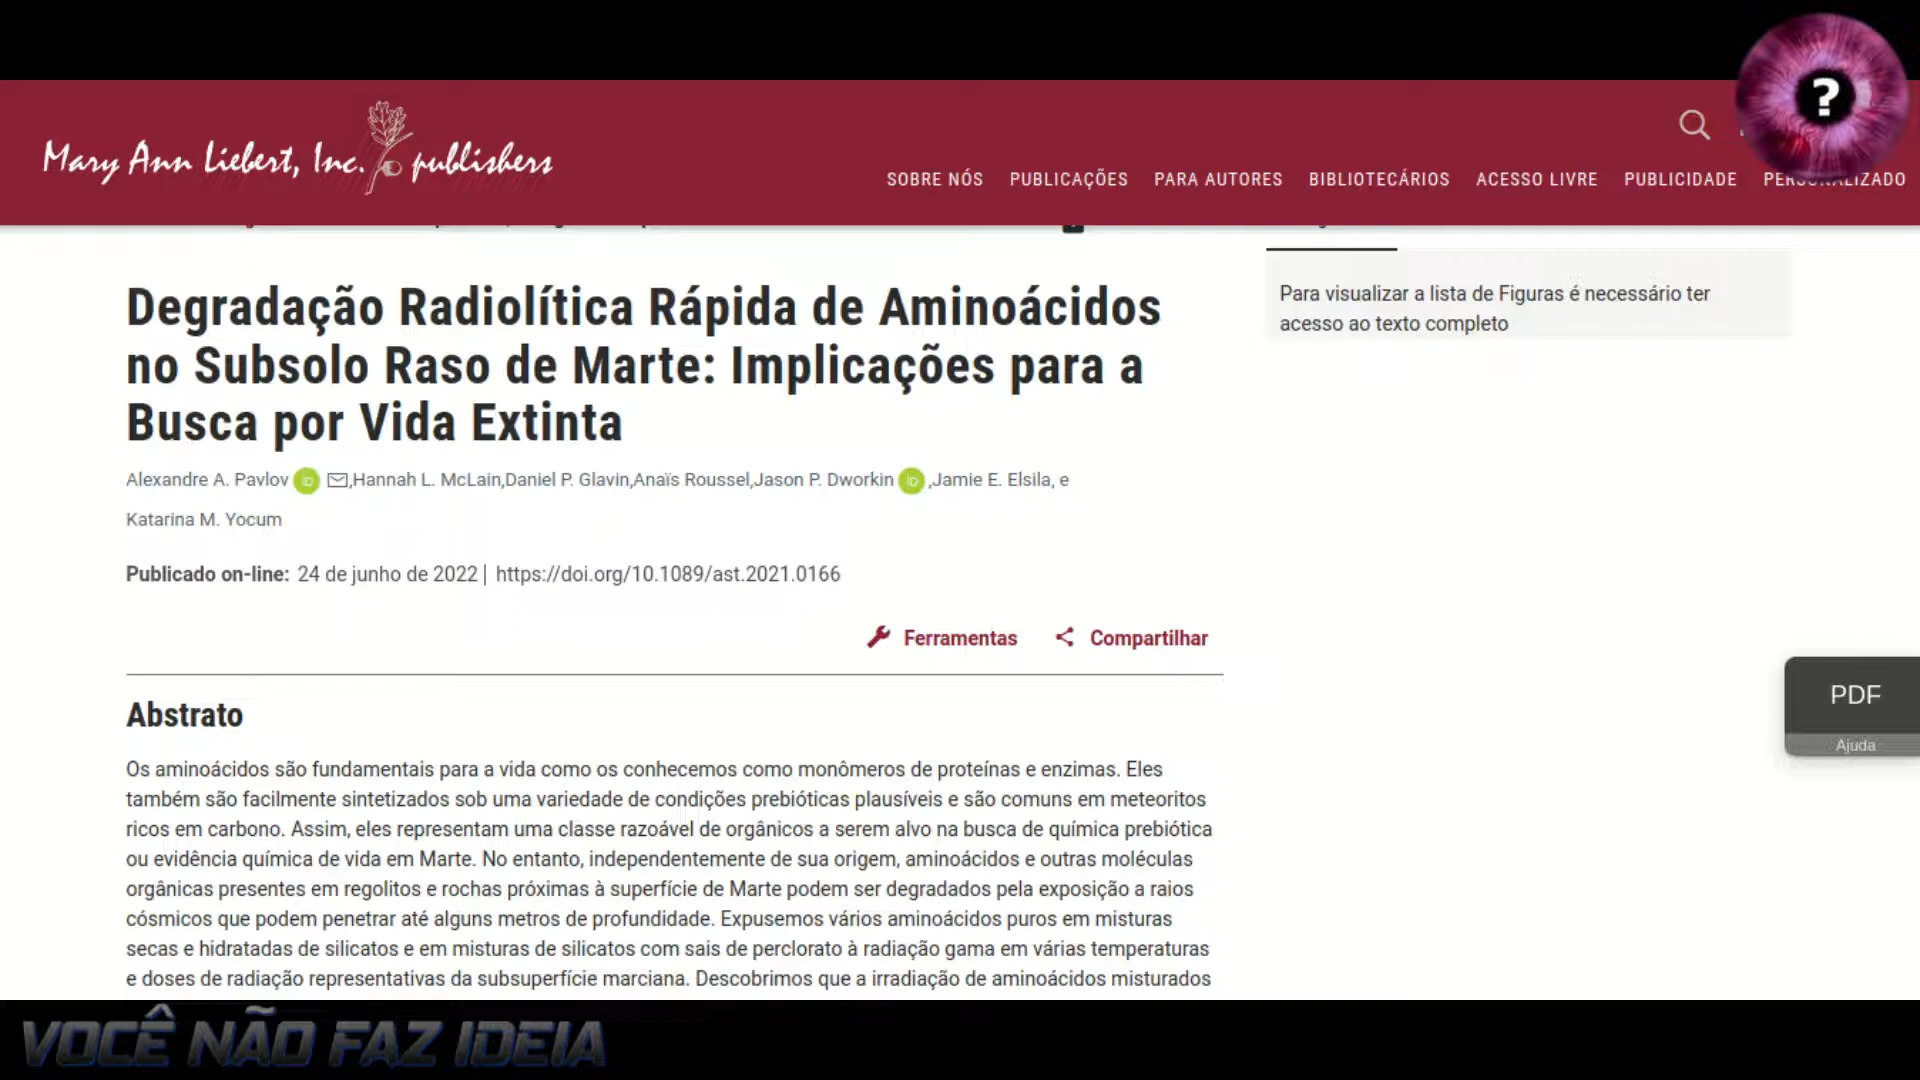 ?
Mary Ann Liebert, Inc. publishers
SOBRE NÓS PUBLICAÇÕES PARA AUTORES BIBLIOTECÁRIOS ACESSO LIVRE PUBLICIDADE PERSONALIZADO
Degradação Radiolítica Rápida de Aminoácidos
no Subsolo Raso de Marte: Implicações para a
Busca por Vida Extinta
Alexandre A. Pavlov iD ,Hannah L. McLain,Daniel P. Glavin,Anaïs Roussel,Jason P. Dworkin iD ,Jamie E. Elsila, e
Katarina M. Yocum
Publicado on-line: 24 de junho de 2022 | https://doi.org/10.1089/ast.2021.0166
Ferramentas Compartilhar
Abstrato
Os aminoácidos são fundamentais para a vida como os conhecemos como monômeros de proteínas e enzimas. Eles
também são facilmente sintetizados sob uma variedade de condições prebióticas plausíveis e são comuns em meteoritos
ricos em carbono. Assim, eles representam uma classe razoável de orgânicos a serem alvo na busca de química prebiótica
ou evidência química de vida em Marte. No entanto, independentemente de sua origem, aminoácidos e outras moléculas
orgânicas presentes em regolitos e rochas próximas à superfície de Marte podem ser degradados pela exposição a raios
cósmicos que podem penetrar até alguns metros de profundidade. Expusemos vários aminoácidos puros em misturas
secas e hidratadas de silicatos e em misturas de silicatos com sais de perclorato à radiação gama em várias temperaturas
e doses de radiação representativas da subsuperfície marciana. Descobrimos que a irradiação de aminoácidos misturados
Para visualizar a lista de Figuras é necessário ter
acesso ao texto completo
PDF
Ajuda
VOCÊ NÃO FAZ IDEIA